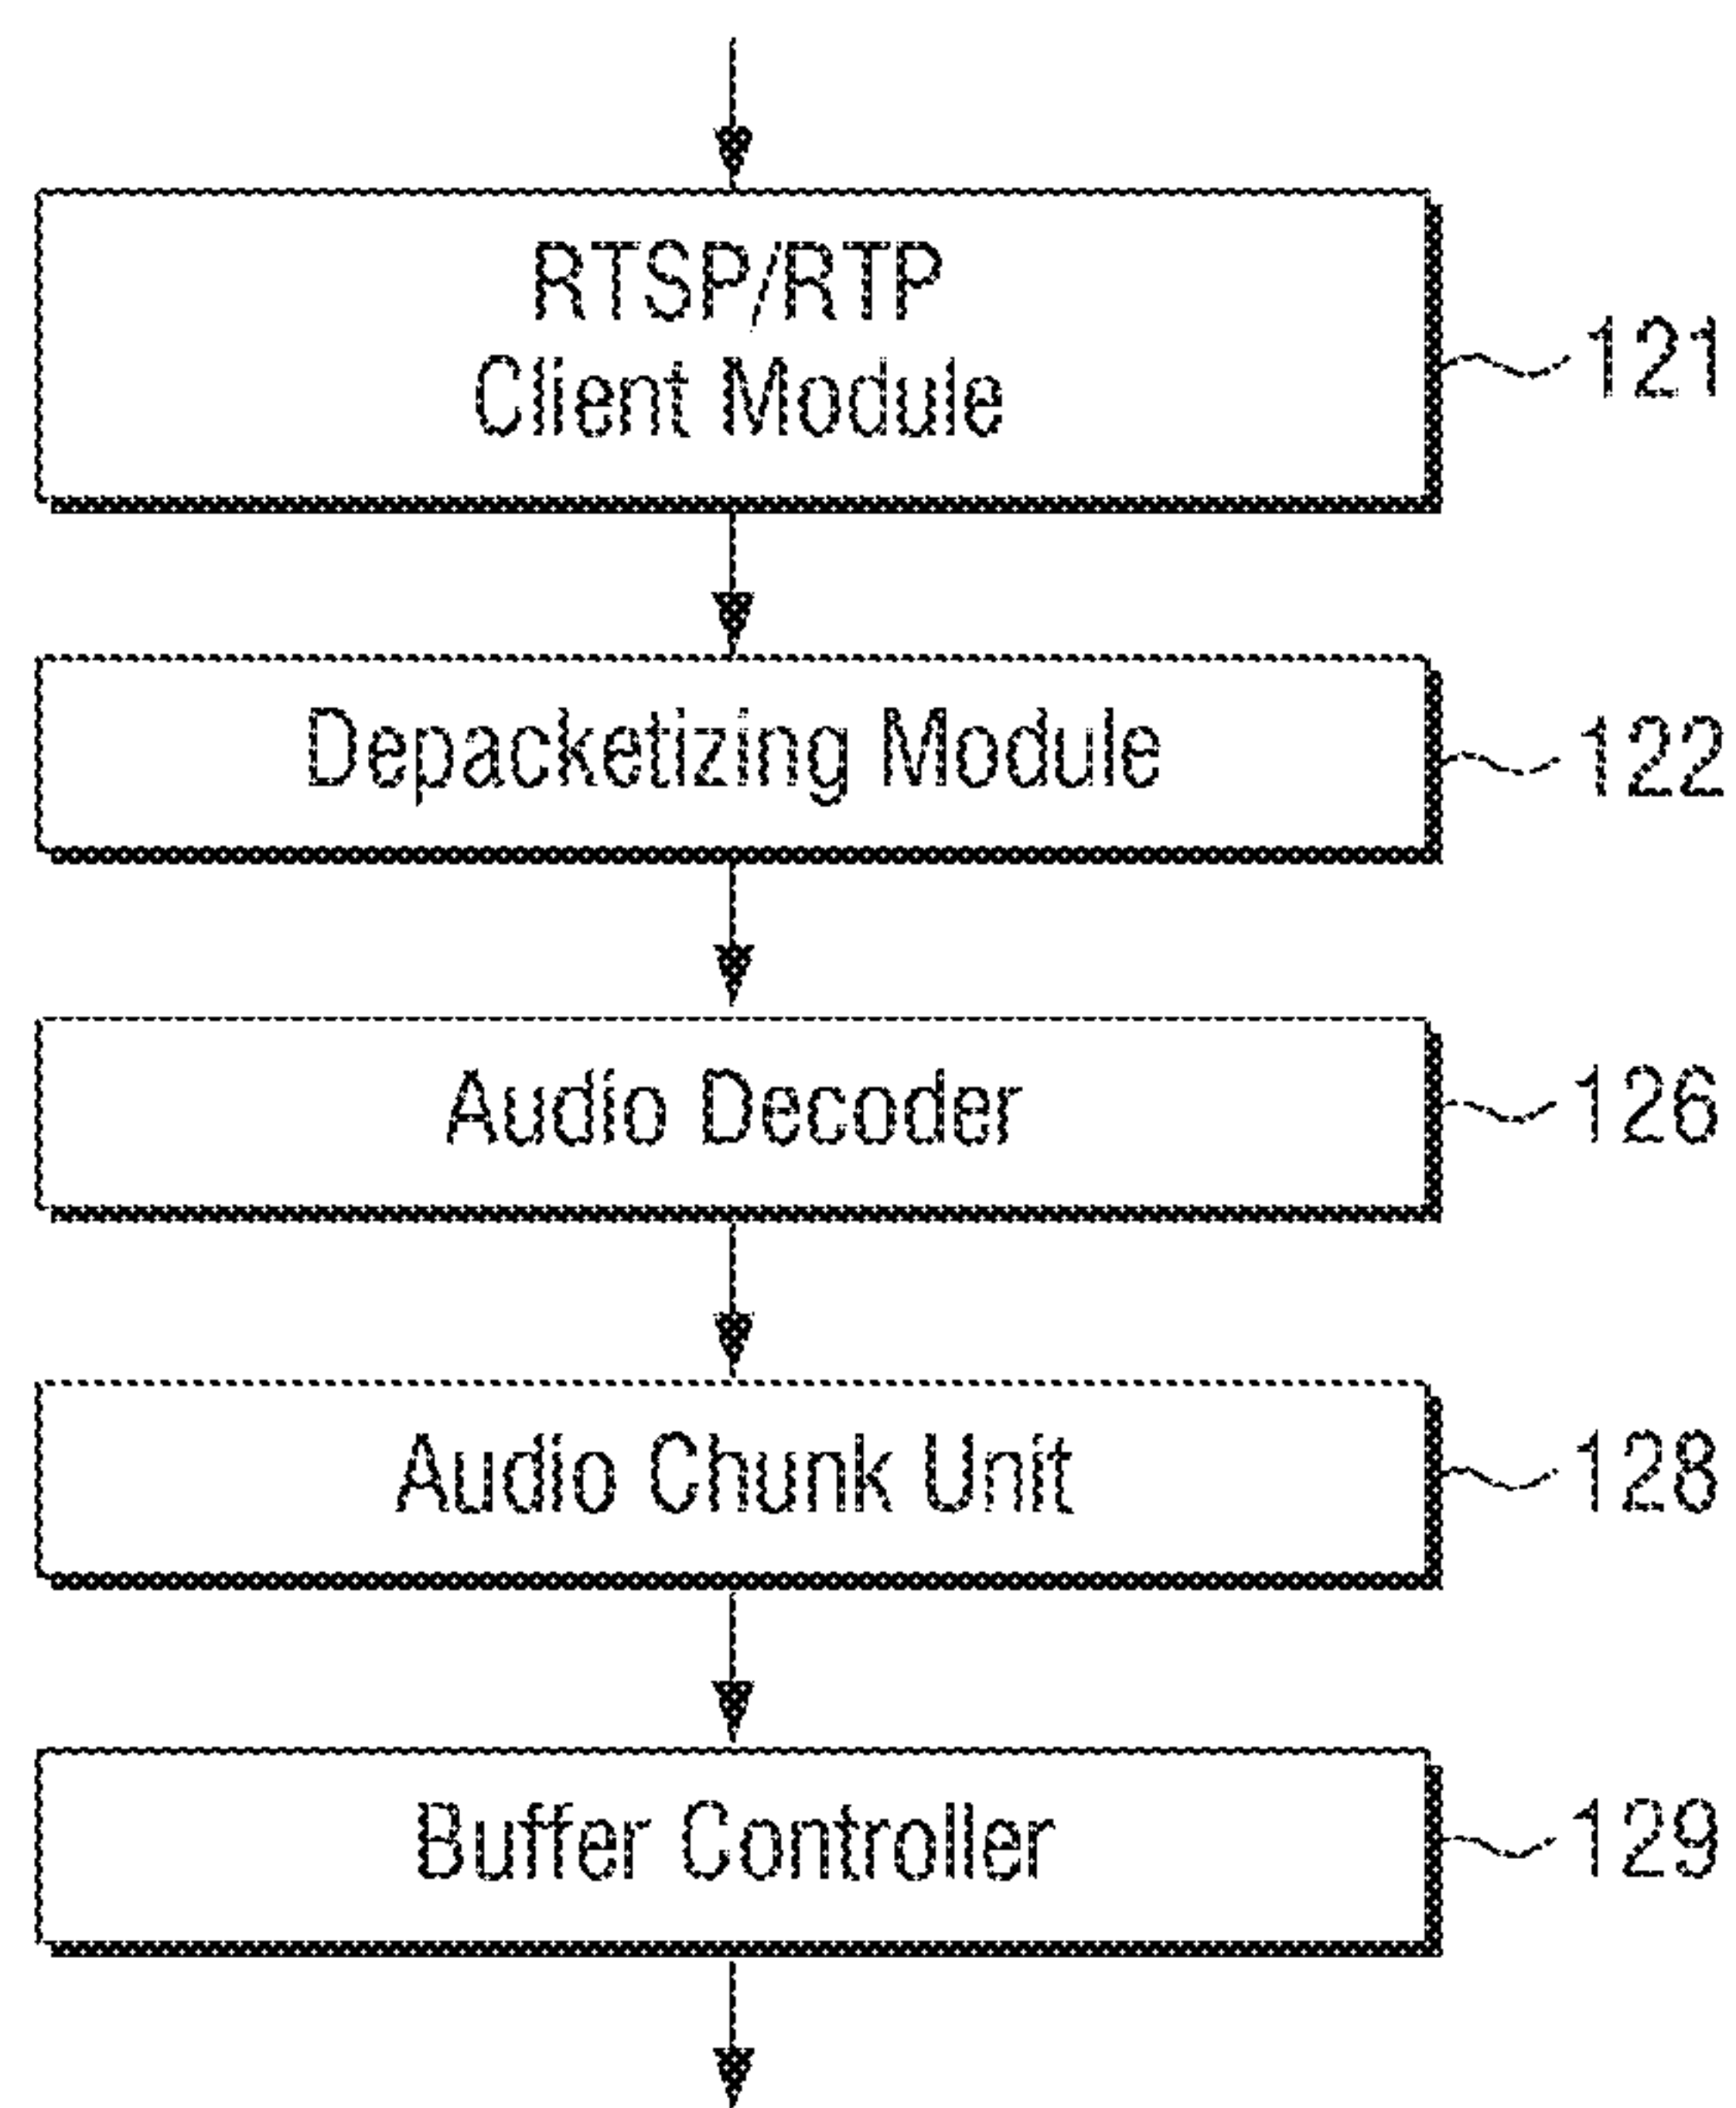 RTSP/RTP
Client Module
121
Depacketizing Module
122
Audio Decoder
126
Audio Chunk Unit
128
Buffer Controller
129